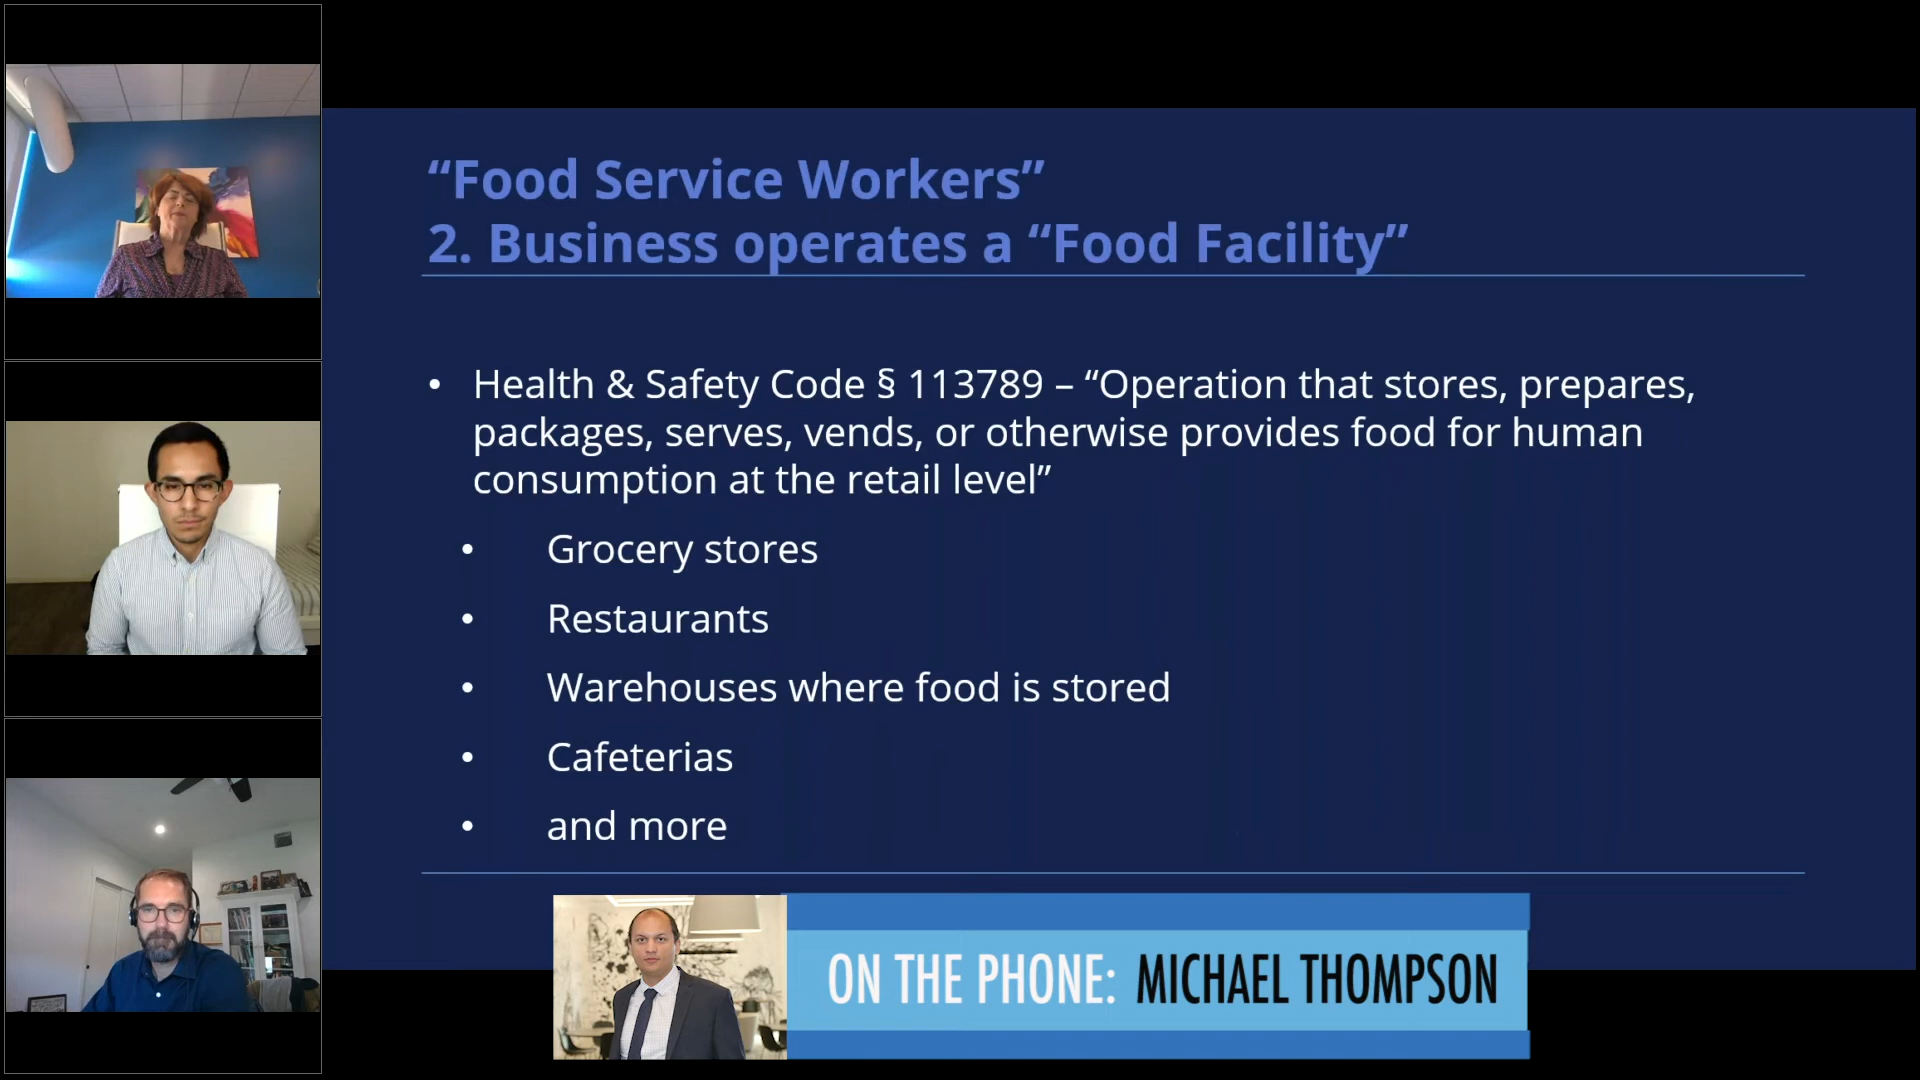 “Food Service Workers”
2. Business operates a “Food Facility”
• Health & Safety Code § 113789 – “Operation that stores, prepares,
packages, serves, vends, or otherwise provides food for human
consumption at the retail level”
• Grocery stores
• Restaurants
• Warehouses where food is stored
• Cafeterias
• and more
ON THE PHONE: MICHAEL THOMPSON